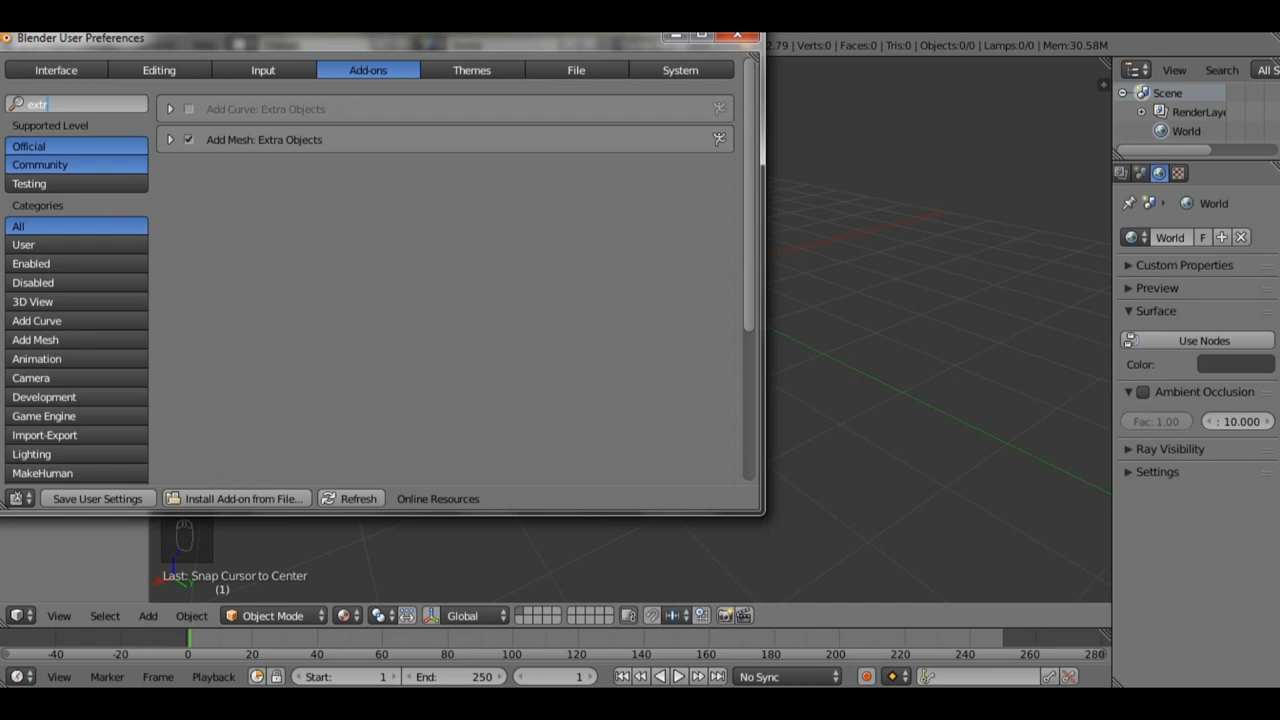 Blender User Preferences
2.79 | Verts:0 | Faces:0 | Tris:0 | Objects:0/0 | Lamps:0/0 | Mem:30.58M
Interface
Editing
Input
Add-ons
Themes
File
System
extr
Supported Level
Official
Community
Testing
Categories
All
User
Enabled
Disabled
3D View
Add Curve
Add Mesh
Animation
Camera
Development
Game Engine
Import-Export
Lighting
MakeHuman
Add Curve: Extra Objects
Add Mesh: Extra Objects
Save User Settings
Install Add-on from File...
Refresh
Online Resources
View
Search
All S
Scene
RenderLaye
World
World
World
F
Custom Properties
Preview
Surface
Use Nodes
Color:
Ambient Occlusion
Fac: 1.00
: 10.000
Ray Visibility
Settings
Last: Snap Cursor to Center
(1)
View
Select
Add
Object
Object Mode
Global
-40 -20 0 20 40 60 80 100 120 140 160 180 200 220 240 260 280
View
Marker
Frame
Playback
Start: 1
End: 250
1
No Sync